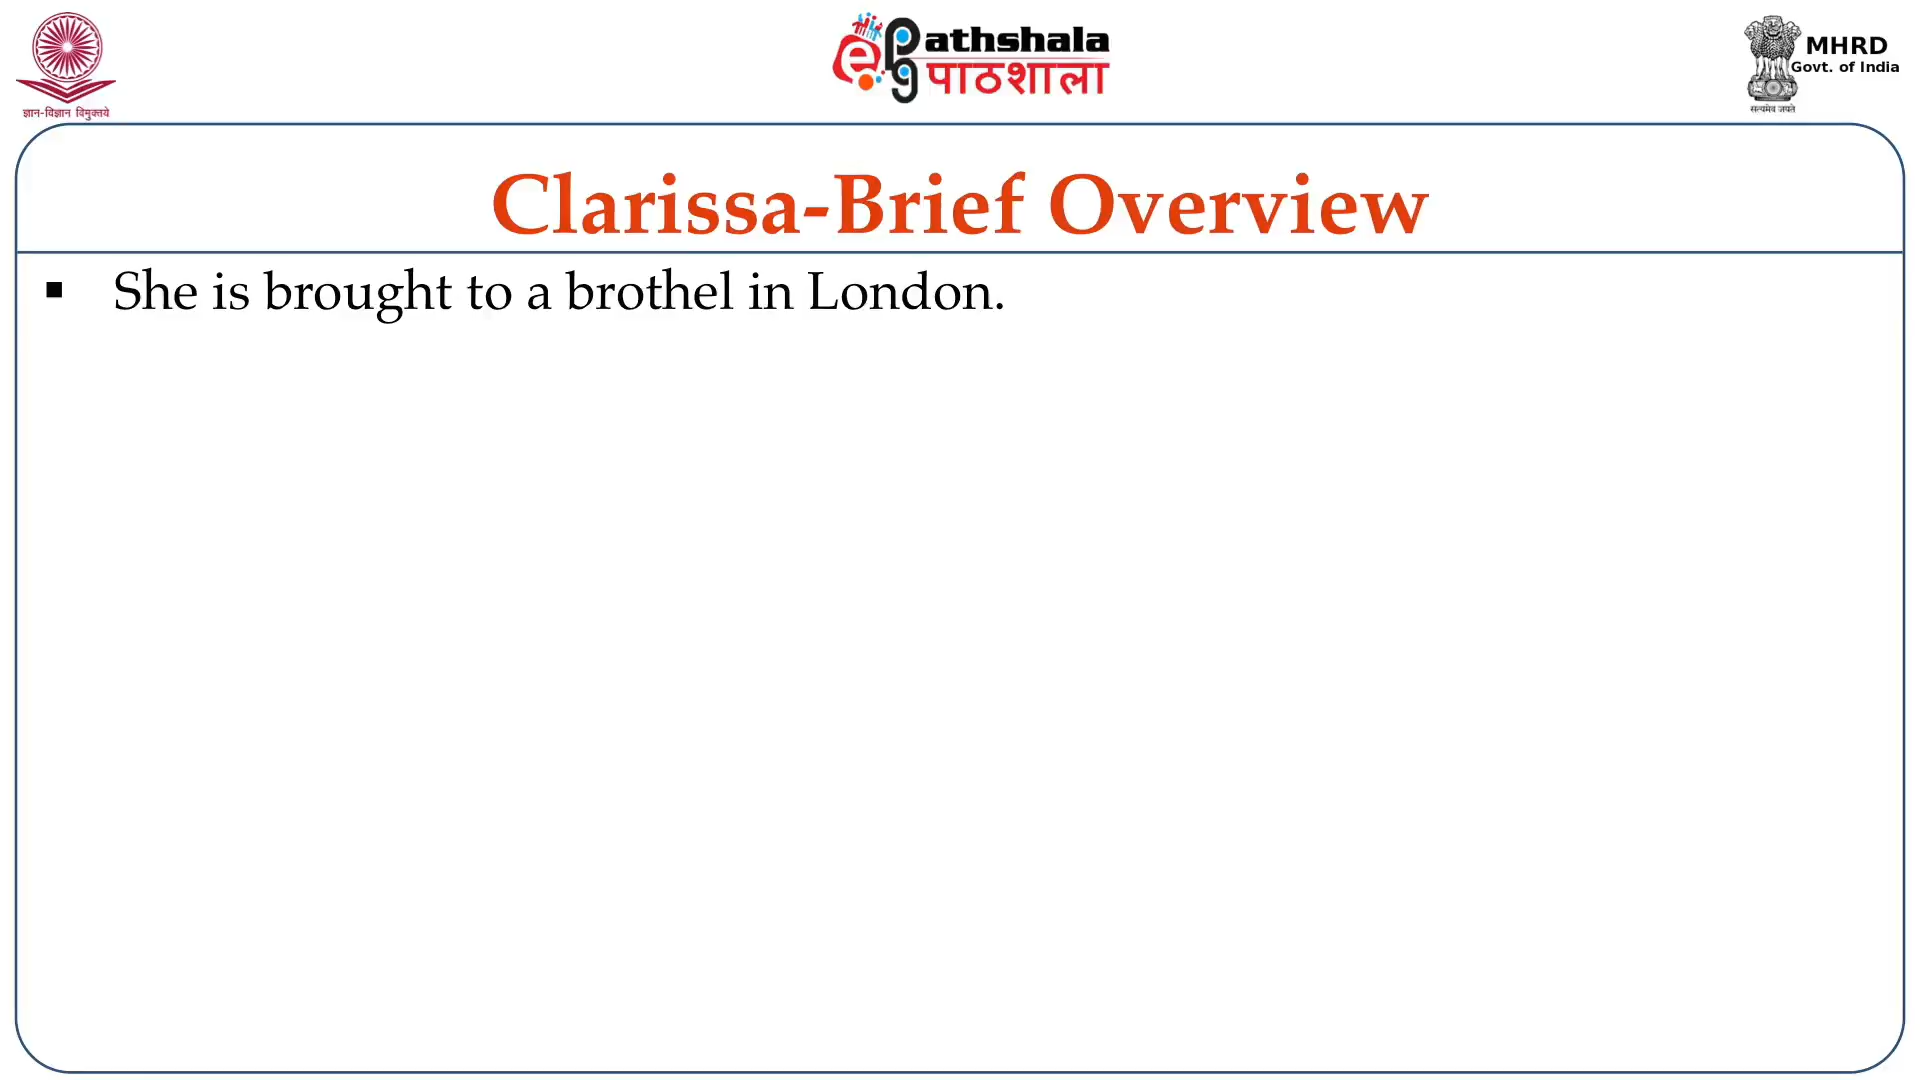 ज्ञान-विज्ञान विमुक्तये
ePathshala
पाठशाला
MHRD
Govt. of India
सत्यमेव जयते
Clarissa-Brief Overview
▪ She is brought to a brothel in London.